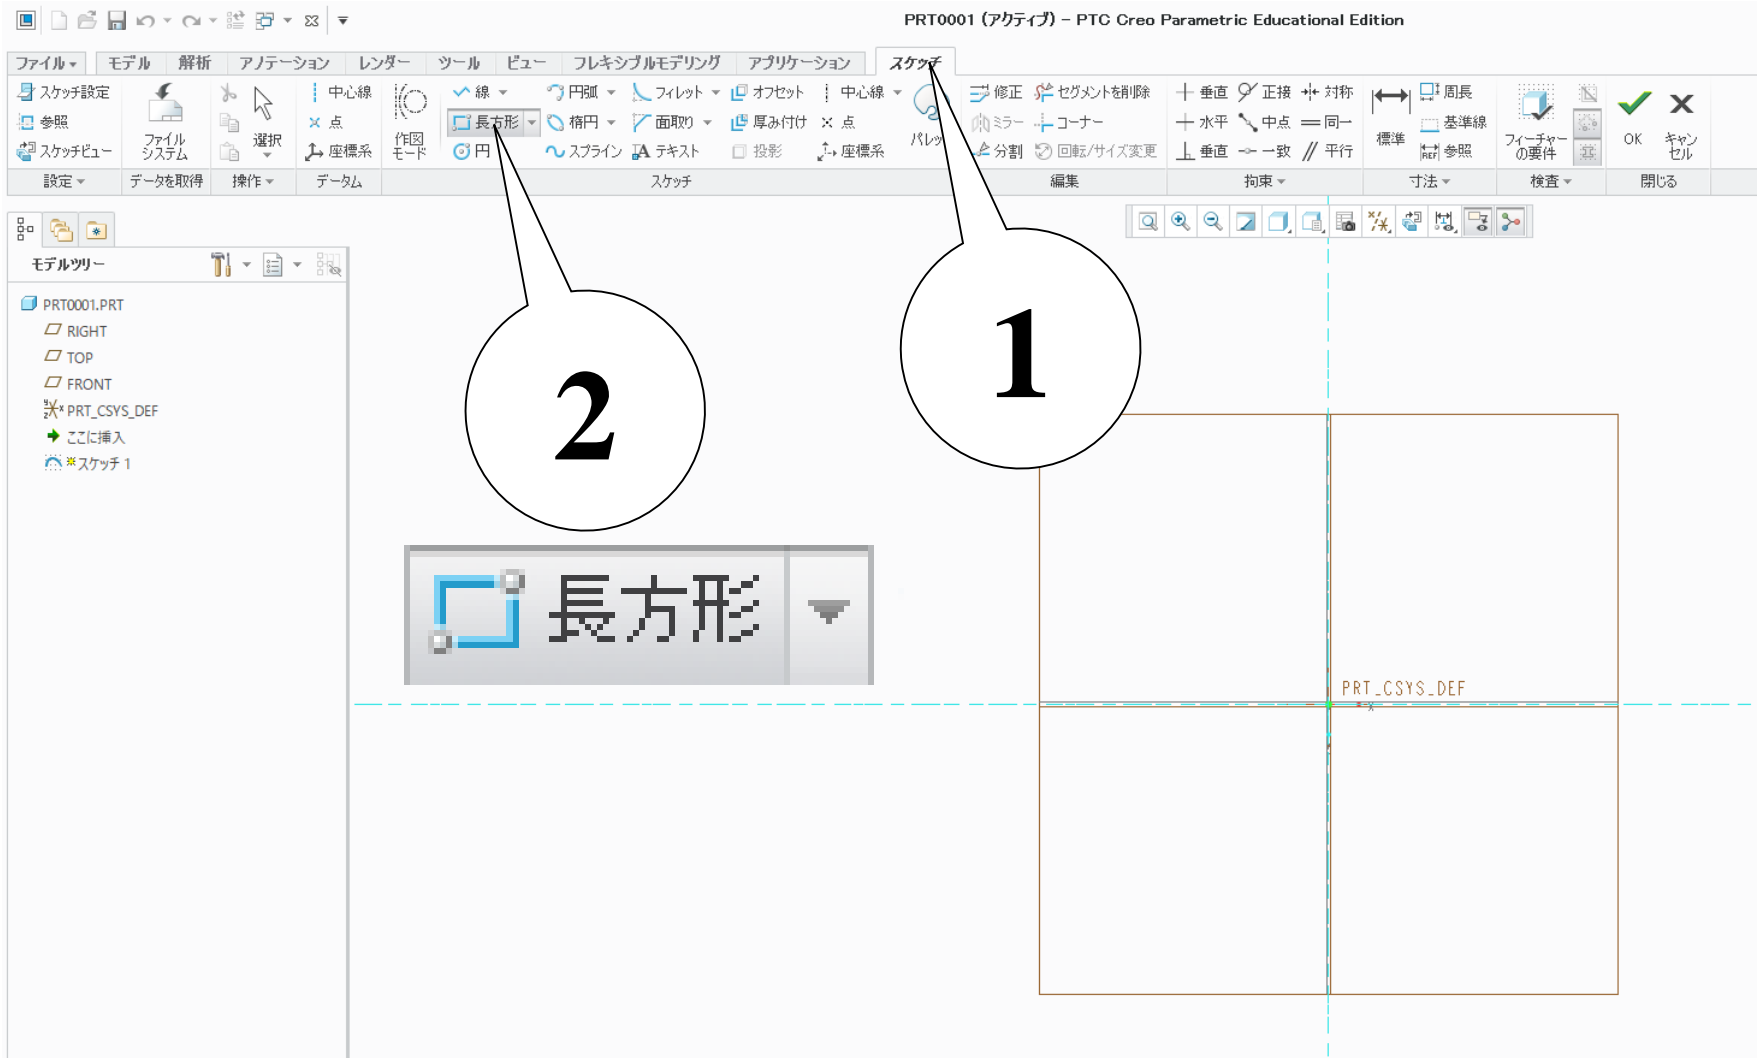 PRT0001 (アクティブ) – PTC Creo Parametric Educational Edition
ファイル モデル 解析 アノテーション レンダー ツール ビュー フレキシブルモデリング アプリケーション スケッチ
スケッチ設定 中心線 線 円弧 フィレット オフセット 中心線 修正 セグメントを削除 垂直 正接 対称 周長
参照 点 長方形 楕円 面取り 厚み付け 点 ミラー コーナー 水平 中点 同一 基準線
スケッチビュー ファイル システム 選択 座標系 作図 モード 円 スプライン テキスト 投影 座標系 パレッ 分割 回転/サイズ変更 垂直 一致 平行 標準 参照 フィーチャー の要件 OK キャン セル
設定 データを取得 操作 データム スケッチ 編集 拘束 寸法 検査 閉じる
モデルツリー
PRT0001.PRT
RIGHT
TOP
FRONT
PRT_CSYS_DEF
ここに挿入
スケッチ 1
1
2
長方形
PRT_CSYS_DEF
X